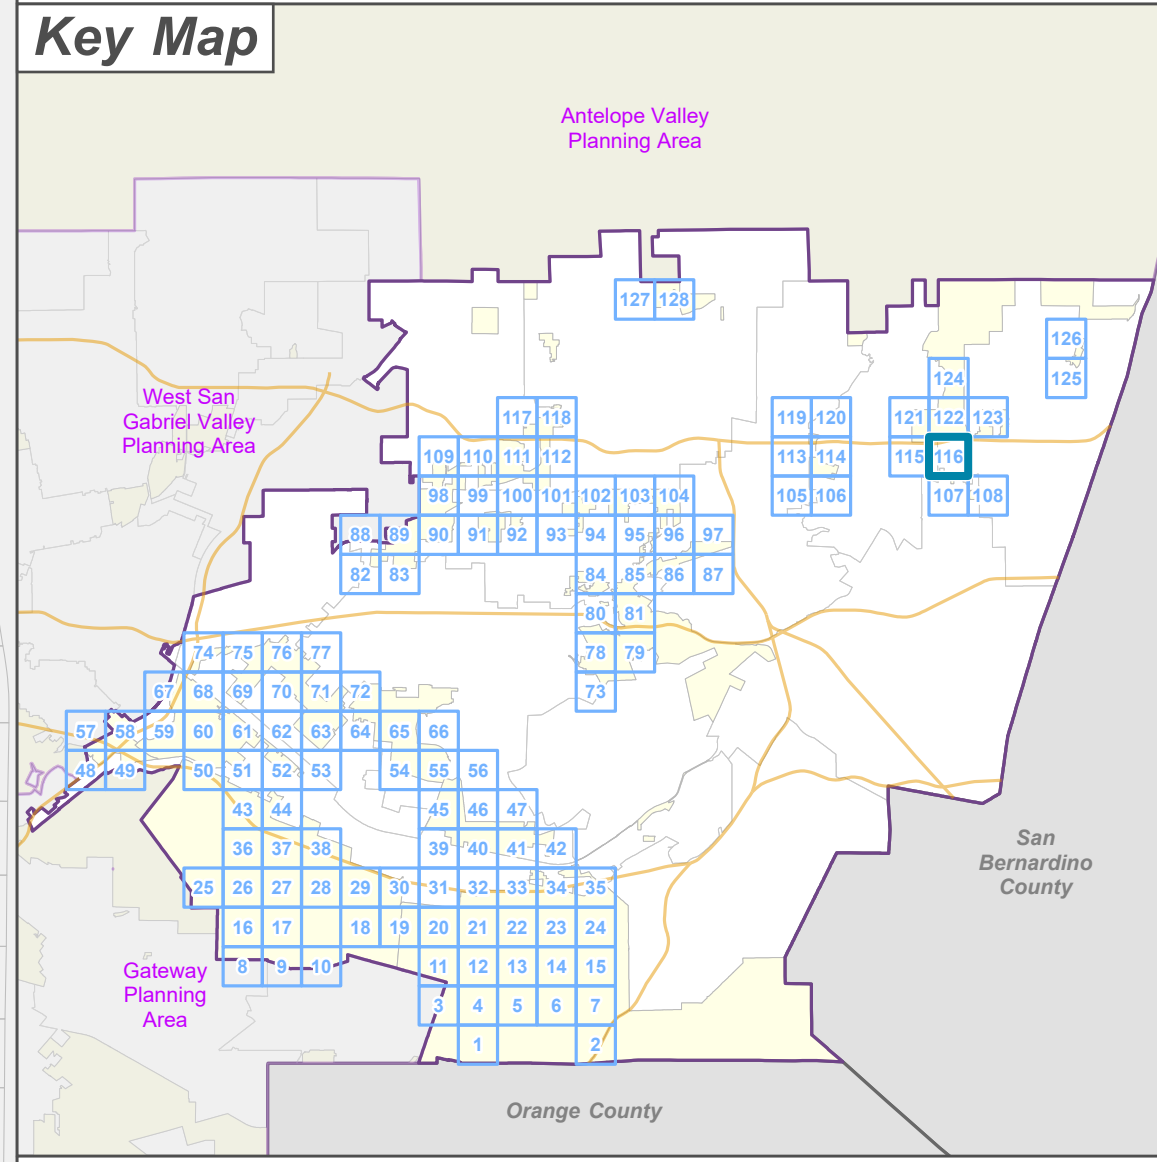 Key Map
Antelope Valley
Planning Area
127 128
126
124 125
West San
Gabriel Valley
Planning Area
117 118 119 120 121 122 123
109 110 111 112 113 114 115 116
98 99 100 101 102 103 104 105 106 107 108
88 89 90 91 92 93 94 95 96 97
82 83 84 85 86 87
80 81
74 75 76 77 78 79
67 68 69 70 71 72 73
57 58 59 60 61 62 63 64 65 66
48 49 50 51 52 53 54 55 56
43 44 45 46 47
36 37 38 39 40 41 42
San
Bernardino
County
25 26 27 28 29 30 31 32 33 34 35
16 17 18 19 20 21 22 23 24
8 9 10 11 12 13 14 15
Gateway
Planning
Area
3 4 5 6 7
1 2
Orange County